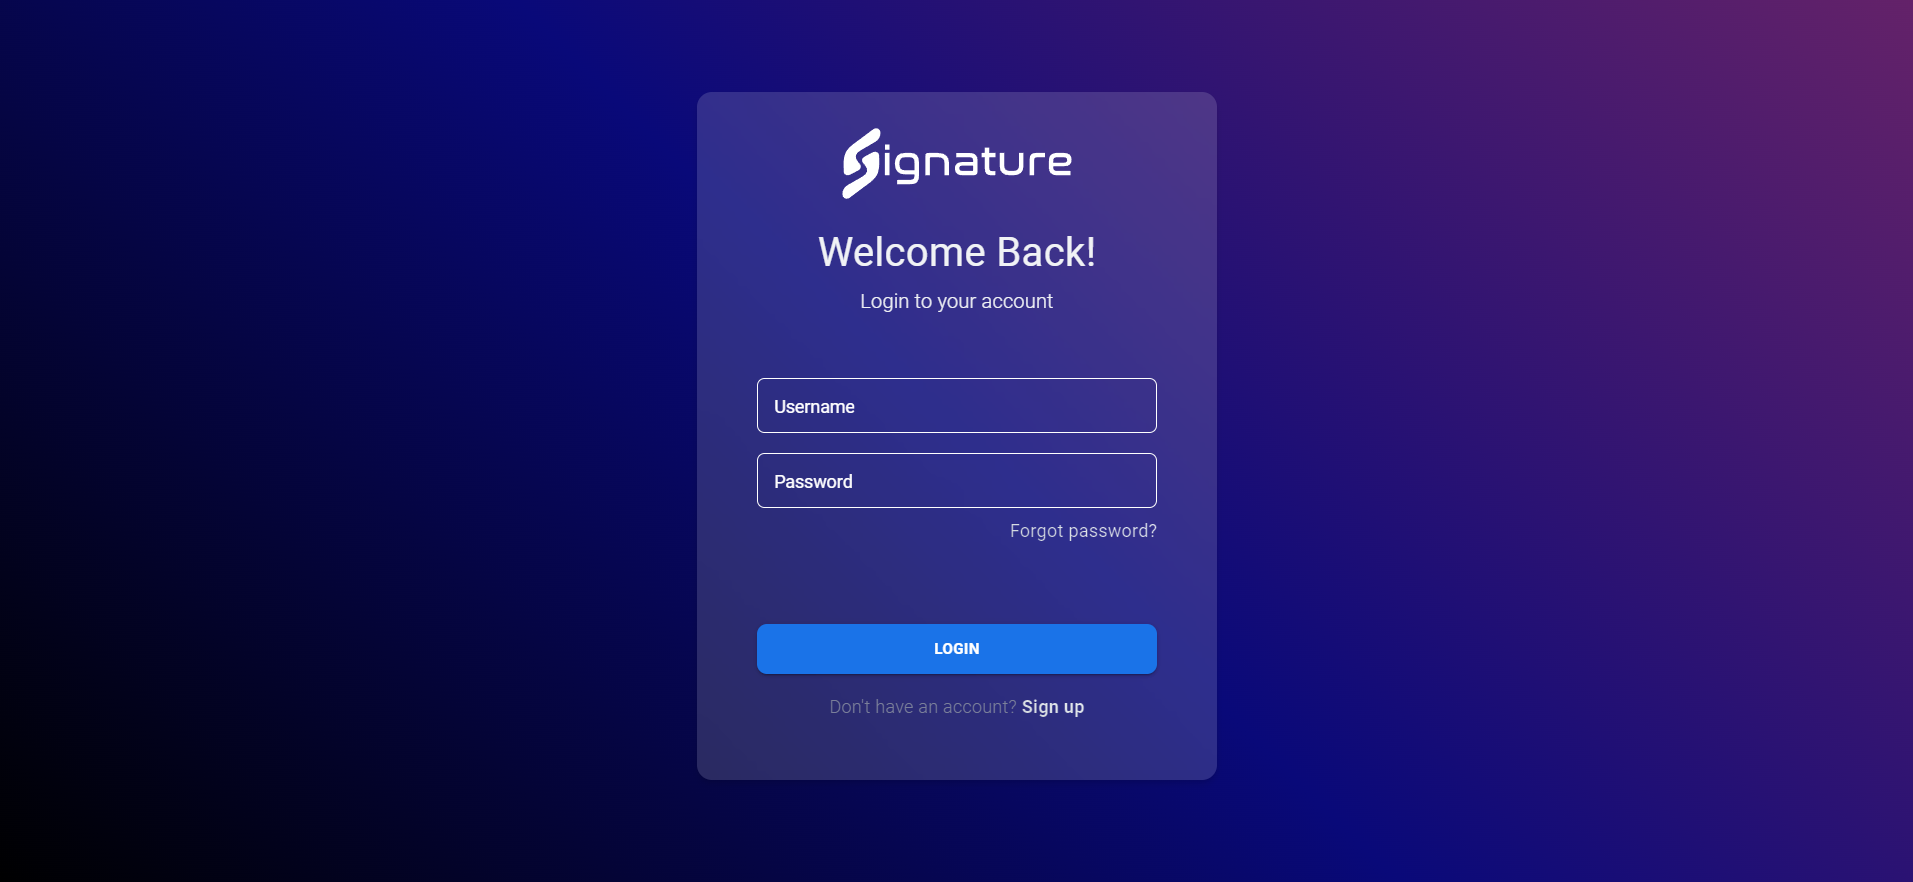 Signature
Welcome Back!
Login to your account
Username
Password
Forgot password?
LOGIN
Don't have an account? Sign up